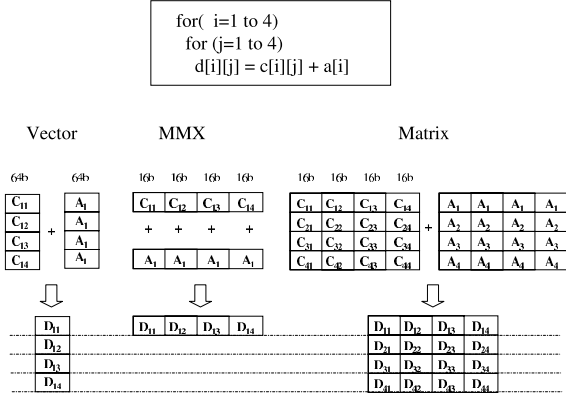 for( i=1 to 4)
for (j=1 to 4)
d[i][j] = c[i][j] + a[i]
Vector MMX Matrix
64b 64b 16b 16b 16b 16b 16b 16b 16b 16b
C11 A1 C11 C12 C13 C14 C11 C12 C13 C14 A1 A1 A1 A1
C12 + A1 + + + + C21 C22 C23 C24 + A2 A2 A2 A2
C13 A1 C31 C32 C33 C34 A3 A3 A3 A3
C14 A1 A1 A1 A1 A1 C41 C42 C43 C44 A4 A4 A4 A4
D11 D11 D12 D13 D14 D11 D12 D13 D14
D12 D21 D22 D23 D24
D13 D31 D32 D33 D34
D14 D41 D42 D43 D44